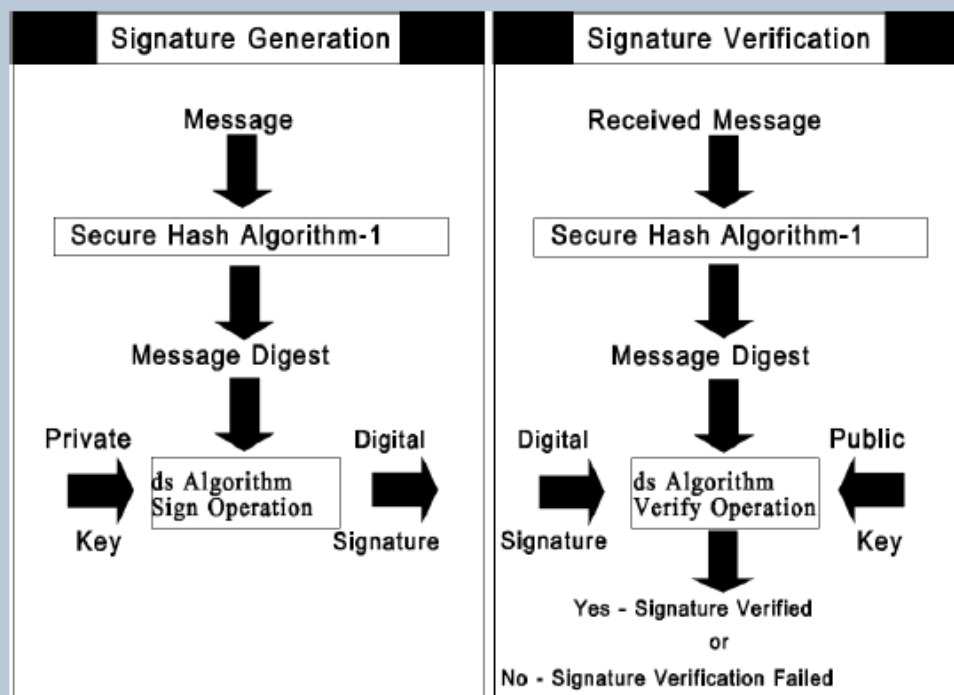 Signature Generation
Message
Secure Hash Algorithm-1
Message Digest
Private
Key
ds Algorithm
Sign Operation
Digital
Signature
Signature Verification
Received Message
Secure Hash Algorithm-1
Message Digest
Digital
Signature
ds Algorithm
Verify Operation
Public
Key
Yes - Signature Verified
or
No - Signature Verification Failed